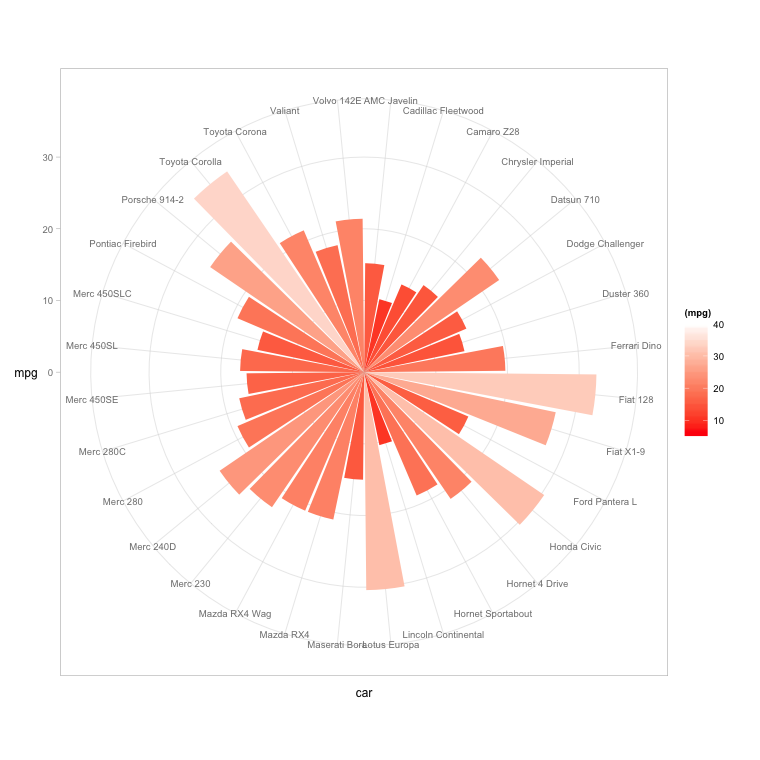 Volvo 142E AMC Javelin
Valiant
Cadillac Fleetwood
Toyota Corona
Camaro Z28
Toyota Corolla
Chrysler Imperial
30
Porsche 914-2
Datsun 710
20
Pontiac Firebird
Dodge Challenger
Merc 450SLC
Duster 360
10
Merc 450SL
Ferrari Dino
mpg
0
Merc 450SE
Fiat 128
Merc 280C
Fiat X1-9
Merc 280
Ford Pantera L
Merc 240D
Honda Civic
Merc 230
Hornet 4 Drive
Mazda RX4 Wag
Hornet Sportabout
Mazda RX4
Lincoln Continental
Maserati Bora
Lotus Europa
car
(mpg)
40
30
20
10